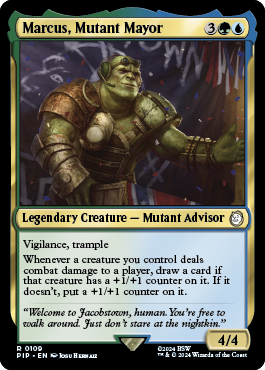 Marcus, Mutant Mayor 3
Legendary Creature — Mutant Advisor
Vigilance, trample
Whenever a creature you control deals
combat damage to a player, draw a card if
that creature has a +1/+1 counter on it. If it
doesn't, put a +1/+1 counter on it.
"Welcome to Jacobstown, human. You're free to
walk around. Just don't stare at the nightkin."
4/4
R 0109
PIP • EN Josu Hernaiz
©2024 BSW
™ & © 2024 Wizards of the Coast